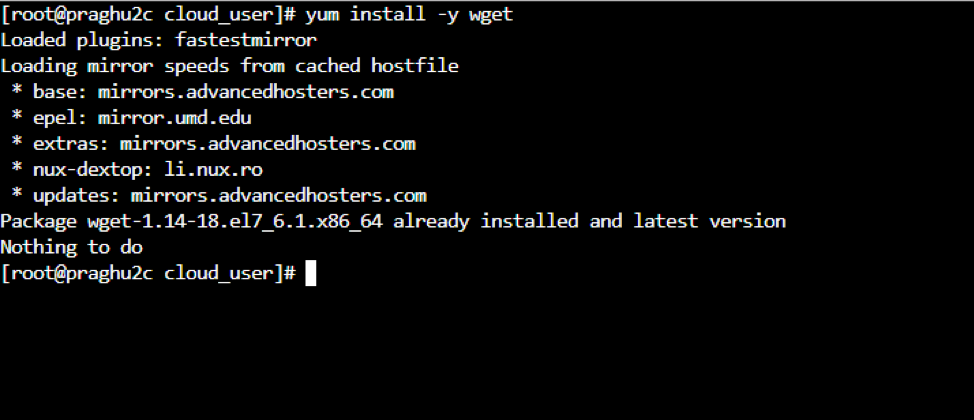 [root@praghu2c cloud_user]# yum install -y wget
Loaded plugins: fastestmirror
Loading mirror speeds from cached hostfile
 * base: mirrors.advancedhosters.com
 * epel: mirror.umd.edu
 * extras: mirrors.advancedhosters.com
 * nux-dextop: li.nux.ro
 * updates: mirrors.advancedhosters.com
Package wget-1.14-18.el7_6.1.x86_64 already installed and latest version
Nothing to do
[root@praghu2c cloud_user]#